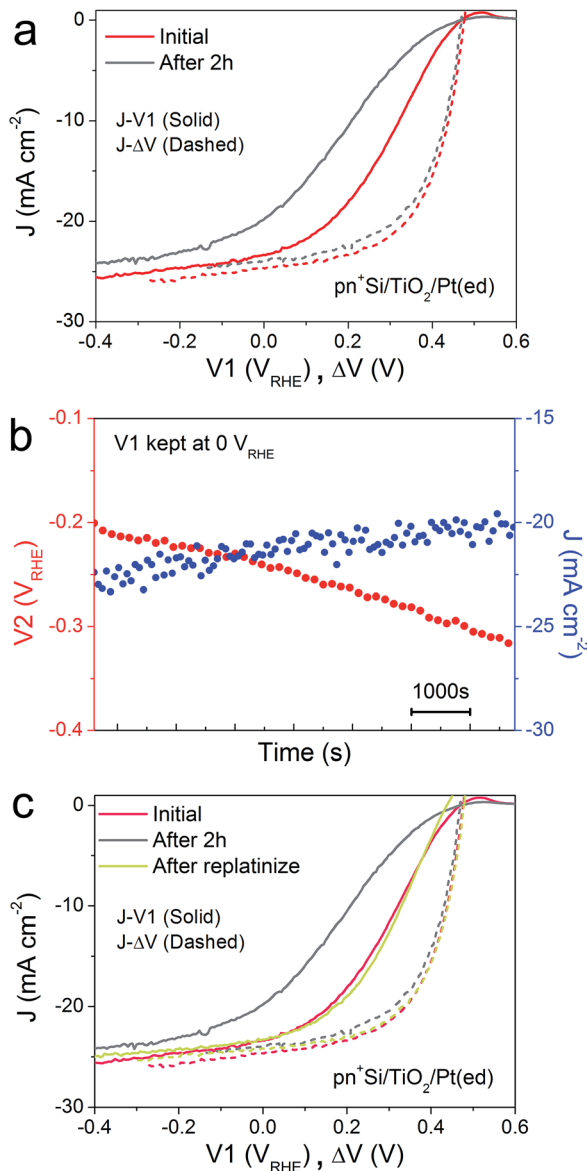 a
Initial
After 2h
J-V1 (Solid)
J-ΔV (Dashed)
pn⁺Si/TiO₂/Pt(ed)
J (mA cm⁻²)
0
-10
-20
-30
-0.4 -0.2 0.0 0.2 0.4 0.6
V1 (V_RHE) , ΔV (V)
b
V1 kept at 0 V_RHE
V2 (V_RHE)
-0.1
-0.2
-0.3
-0.4
J (mA cm⁻²)
-15
-20
-25
-30
1000s
Time (s)
c
Initial
After 2h
After replatinize
J-V1 (Solid)
J-ΔV (Dashed)
pn⁺Si/TiO₂/Pt(ed)
J (mA cm⁻²)
0
-10
-20
-30
-0.4 -0.2 0.0 0.2 0.4 0.6
V1 (V_RHE) , ΔV (V)